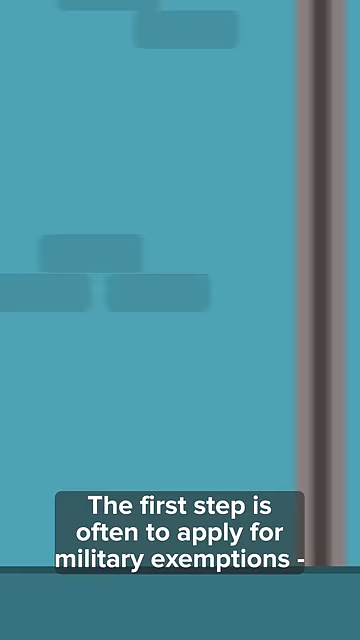 The first step is
often to apply for
military exemptions -